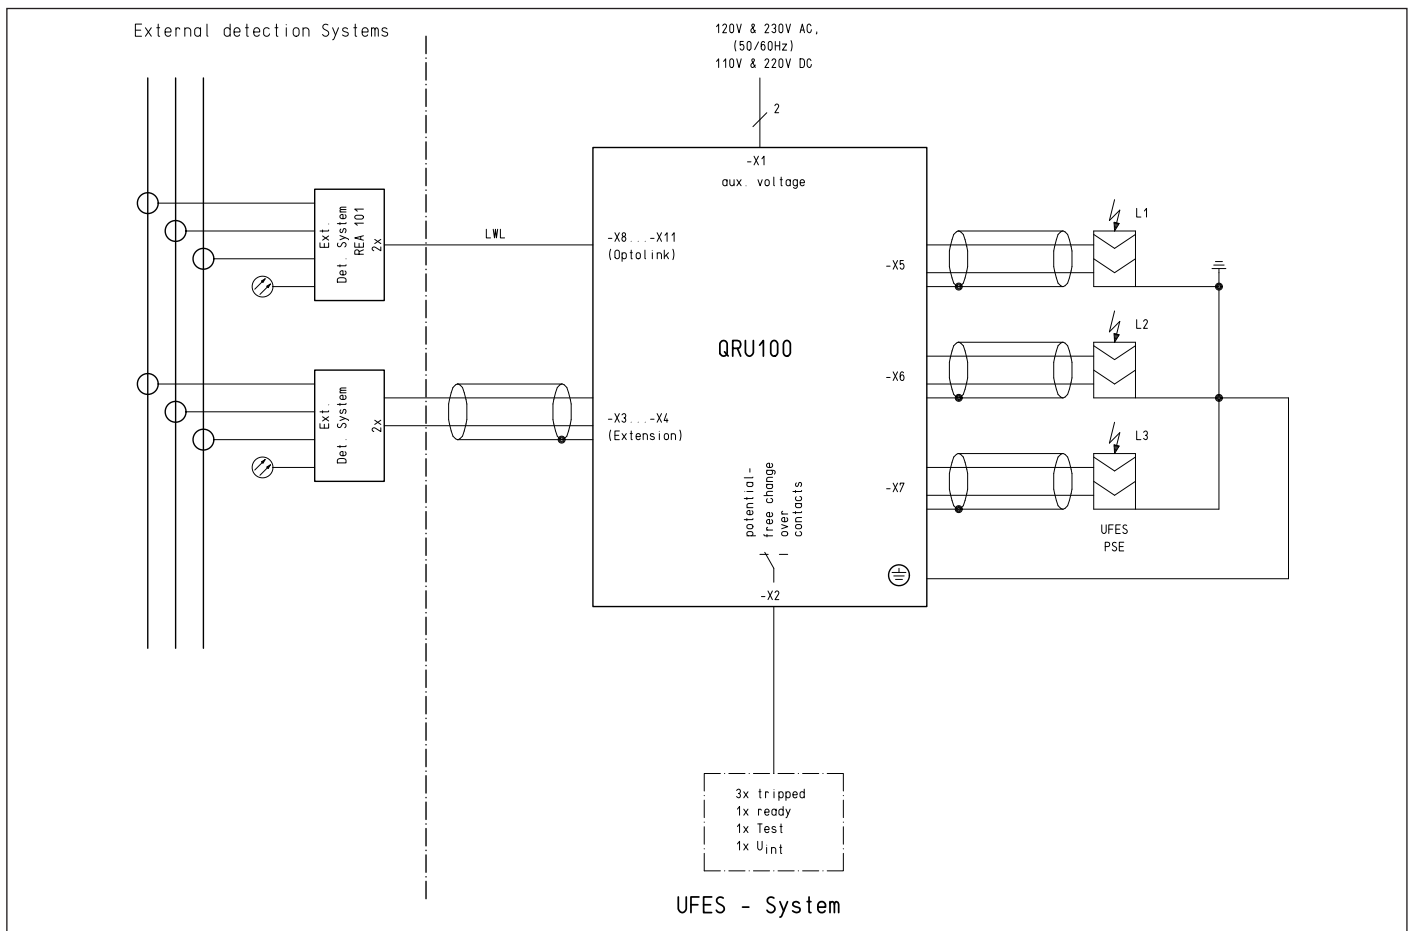 External detection Systems
120V & 230V AC,
(50/60Hz)
110V & 220V DC
2
-X1
aux. voltage
Ext.
Det. System
REA 101
2x
LWL
-X8...-X11
(Optolink)
-X5
L1
QRU100
L2
-X6
Ext.
Det. System
2x
-X3...-X4
(Extension)
L3
-X7
potential-
free change
over
contacts
UFES
PSE
-X2
3x tripped
1x ready
1x Test
1x Uint
UFES - System